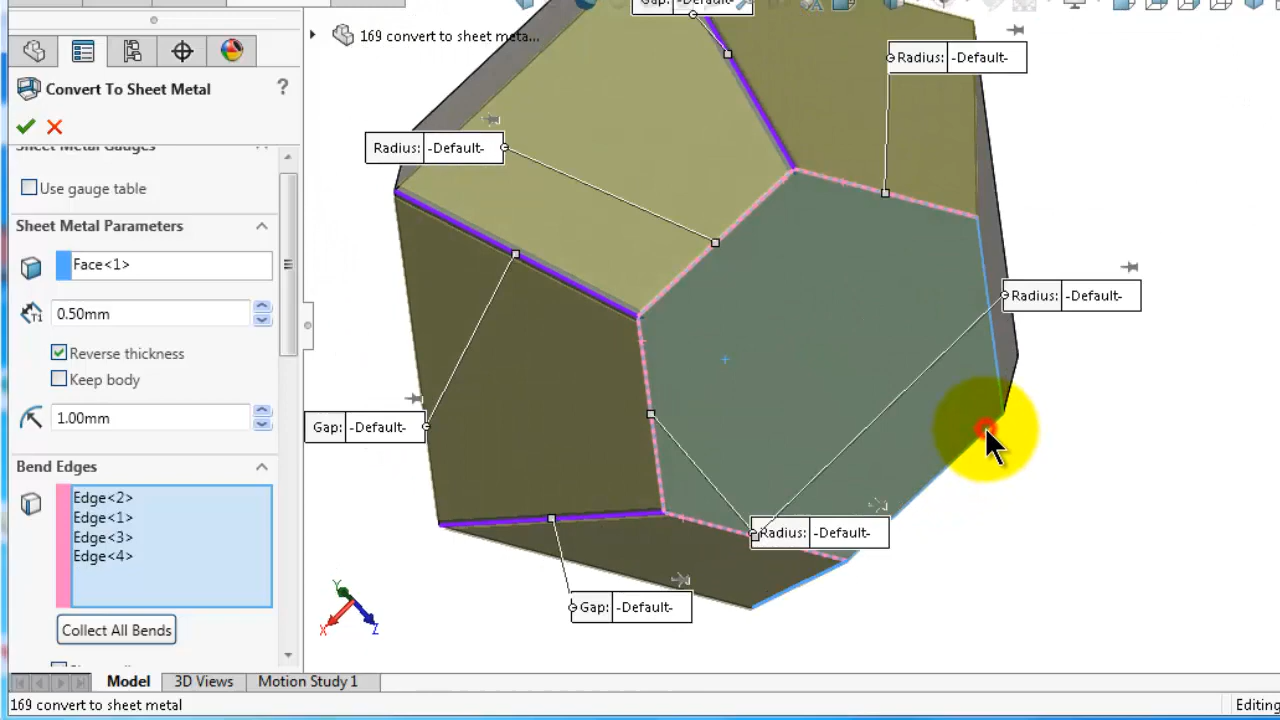 Gap: -Default-
169 convert to sheet meta...
Radius: -Default-
Convert To Sheet Metal ?
Sheet Metal Gauges
Radius: -Default-
Use gauge table
Sheet Metal Parameters
Face<1>
Radius: -Default-
T1 0.50mm
Reverse thickness
Keep body
1.00mm
Gap: -Default-
Bend Edges
Edge<2>
Edge<1>
Edge<3>
Edge<4>
Radius: -Default-
Gap: -Default-
Y
X
Z
Collect All Bends
Model 3D Views Motion Study 1
169 convert to sheet metal
Editing